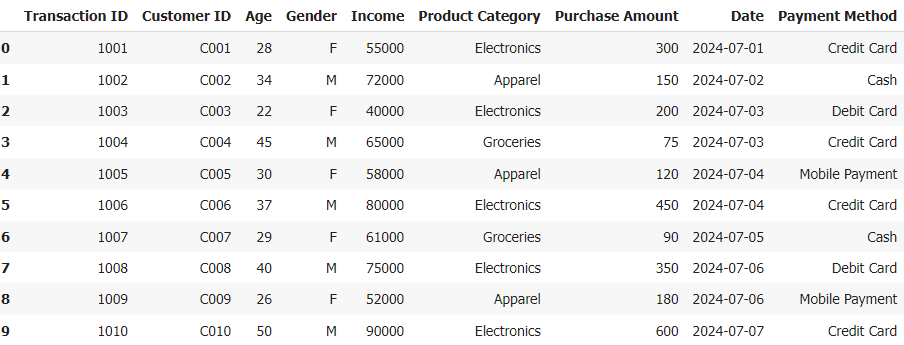 Transaction ID Customer ID Age Gender Income Product Category Purchase Amount Date Payment Method
0 1001 C001 28 F 55000 Electronics 300 2024-07-01 Credit Card
1 1002 C002 34 M 72000 Apparel 150 2024-07-02 Cash
2 1003 C003 22 F 40000 Electronics 200 2024-07-03 Debit Card
3 1004 C004 45 M 65000 Groceries 75 2024-07-03 Credit Card
4 1005 C005 30 F 58000 Apparel 120 2024-07-04 Mobile Payment
5 1006 C006 37 M 80000 Electronics 450 2024-07-04 Credit Card
6 1007 C007 29 F 61000 Groceries 90 2024-07-05 Cash
7 1008 C008 40 M 75000 Electronics 350 2024-07-06 Debit Card
8 1009 C009 26 F 52000 Apparel 180 2024-07-06 Mobile Payment
9 1010 C010 50 M 90000 Electronics 600 2024-07-07 Credit Card